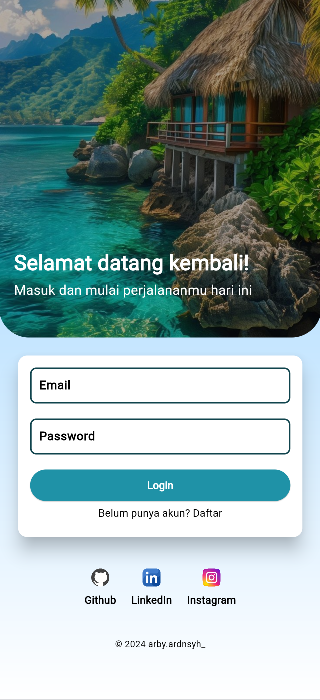 Selamat datang kembali!
Masuk dan mulai perjalananmu hari ini
Email
Password
Login
Belum punya akun? Daftar
Github LinkedIn Instagram
© 2024 arby.ardnsyh_